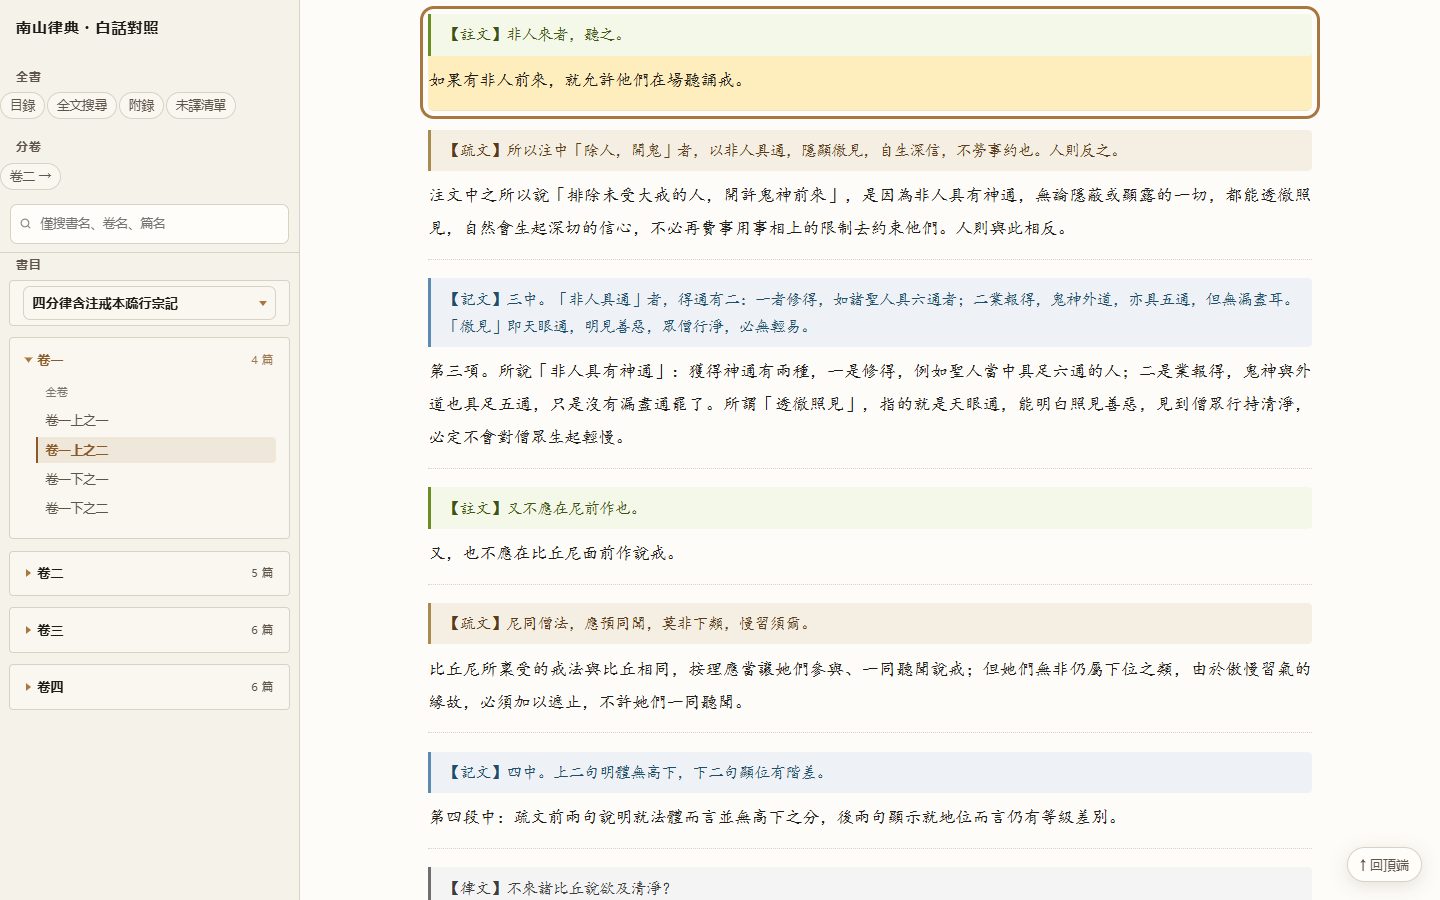 南山律典・白話對照
全書
目錄
全文搜尋
附錄
未譯清單
分卷
卷二 →
僅搜書名、卷名、篇名
書目
四分律含注戒本疏行宗記
卷一
4 篇
全卷
卷一上之一
卷一上之二
卷一下之一
卷一下之二
卷二
5 篇
卷三
6 篇
卷四
6 篇
【註文】非人來者，聽之。
如果有非人前來，就允許他們在場聽誦戒。
【疏文】所以注中「除人，開鬼」者，以非人具通，隱顯徹見，自生深信，不勞事約也。人則反之。
注文中之所以說「排除未受大戒的人，開許鬼神前來」，是因為非人具有神通，無論隱蔽或顯露的一切，都能透徹照
見，自然會生起深切的信心，不必再費事用事相上的限制去約束他們。人則與此相反。
【記文】三中。「非人具通」者，得通有二：一者修得，如諸聖人具六通者；二業報得，鬼神外道，亦具五通，但無漏盡耳。
「徹見」即天眼通，明見善惡，眾僧行淨，必無輕易。
第三項。所說「非人具有神通」：獲得神通有兩種，一是修得，例如聖人當中具足六通的人；二是業報得，鬼神與外
道也具足五通，只是沒有漏盡通罷了。所謂「透徹照見」，指的就是天眼通，能明白照見善惡，見到僧眾行持清淨，
必定不會對僧眾生起輕慢。
【註文】又不應在尼前作也。
又，也不應在比丘尼面前作說戒。
【疏文】尼同僧法，應預同聞，莫非下類，慢習須爾。
比丘尼所稟受的戒法與比丘相同，按理應當讓她們參與、一同聽聞說戒；但她們無非仍屬下位之類，由於傲慢習氣的
緣故，必須加以遮止，不許她們一同聽聞。
【記文】四中。上二句明體無高下，下二句顯位有階差。
第四段中：疏文前兩句說明就法體而言並無高下之分，後兩句顯示就地位而言仍有等級差別。
【律文】不來諸比丘說欲及清淨？
↑ 回頂端